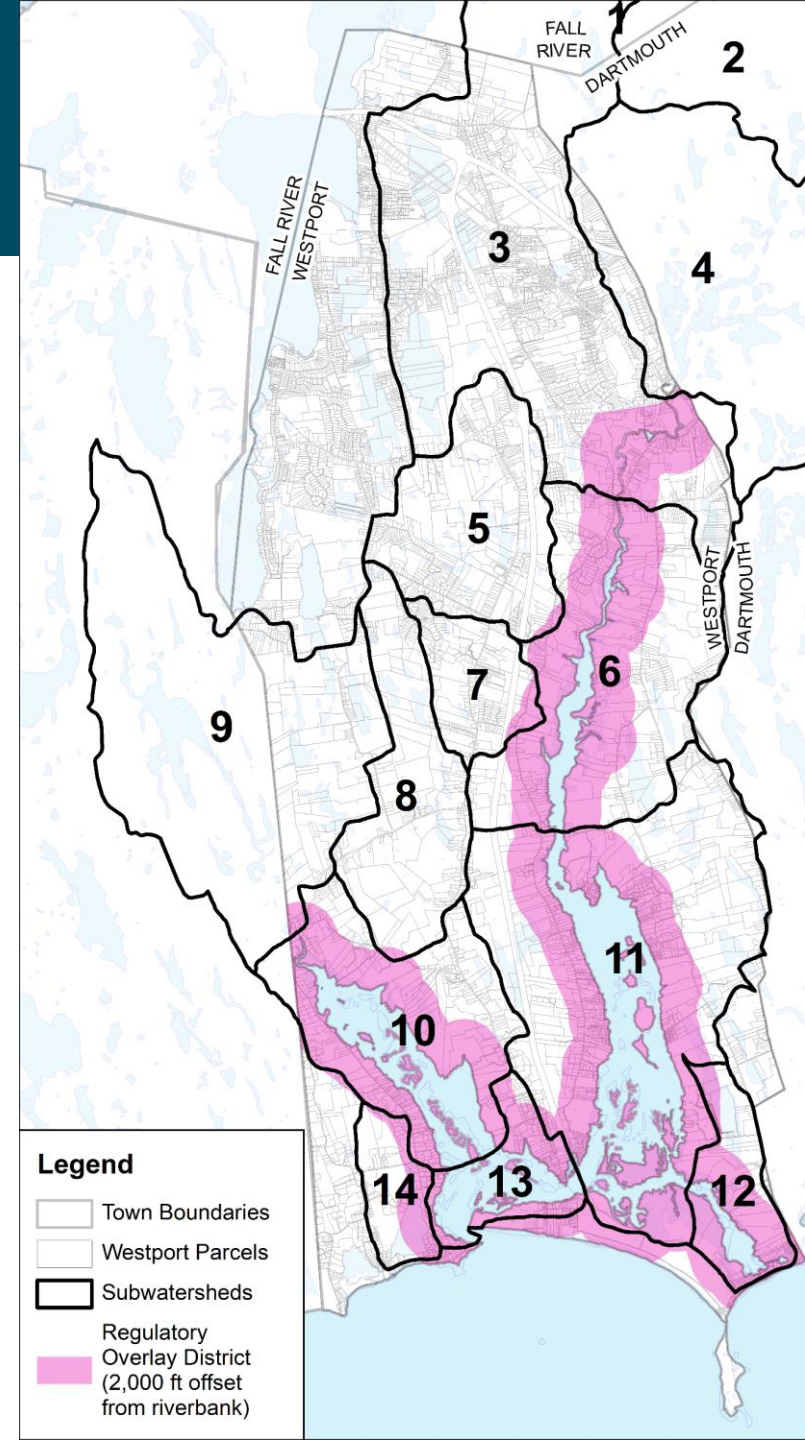 1
FALL
RIVER
DARTMOUTH
2
FALL RIVER
WESTPORT
3
4
5
WESTPORT
DARTMOUTH
6
7
9
8
11
10
14
13
12
Legend
Town Boundaries
Westport Parcels
Subwatersheds
Regulatory
Overlay District
(2,000 ft offset
from riverbank)